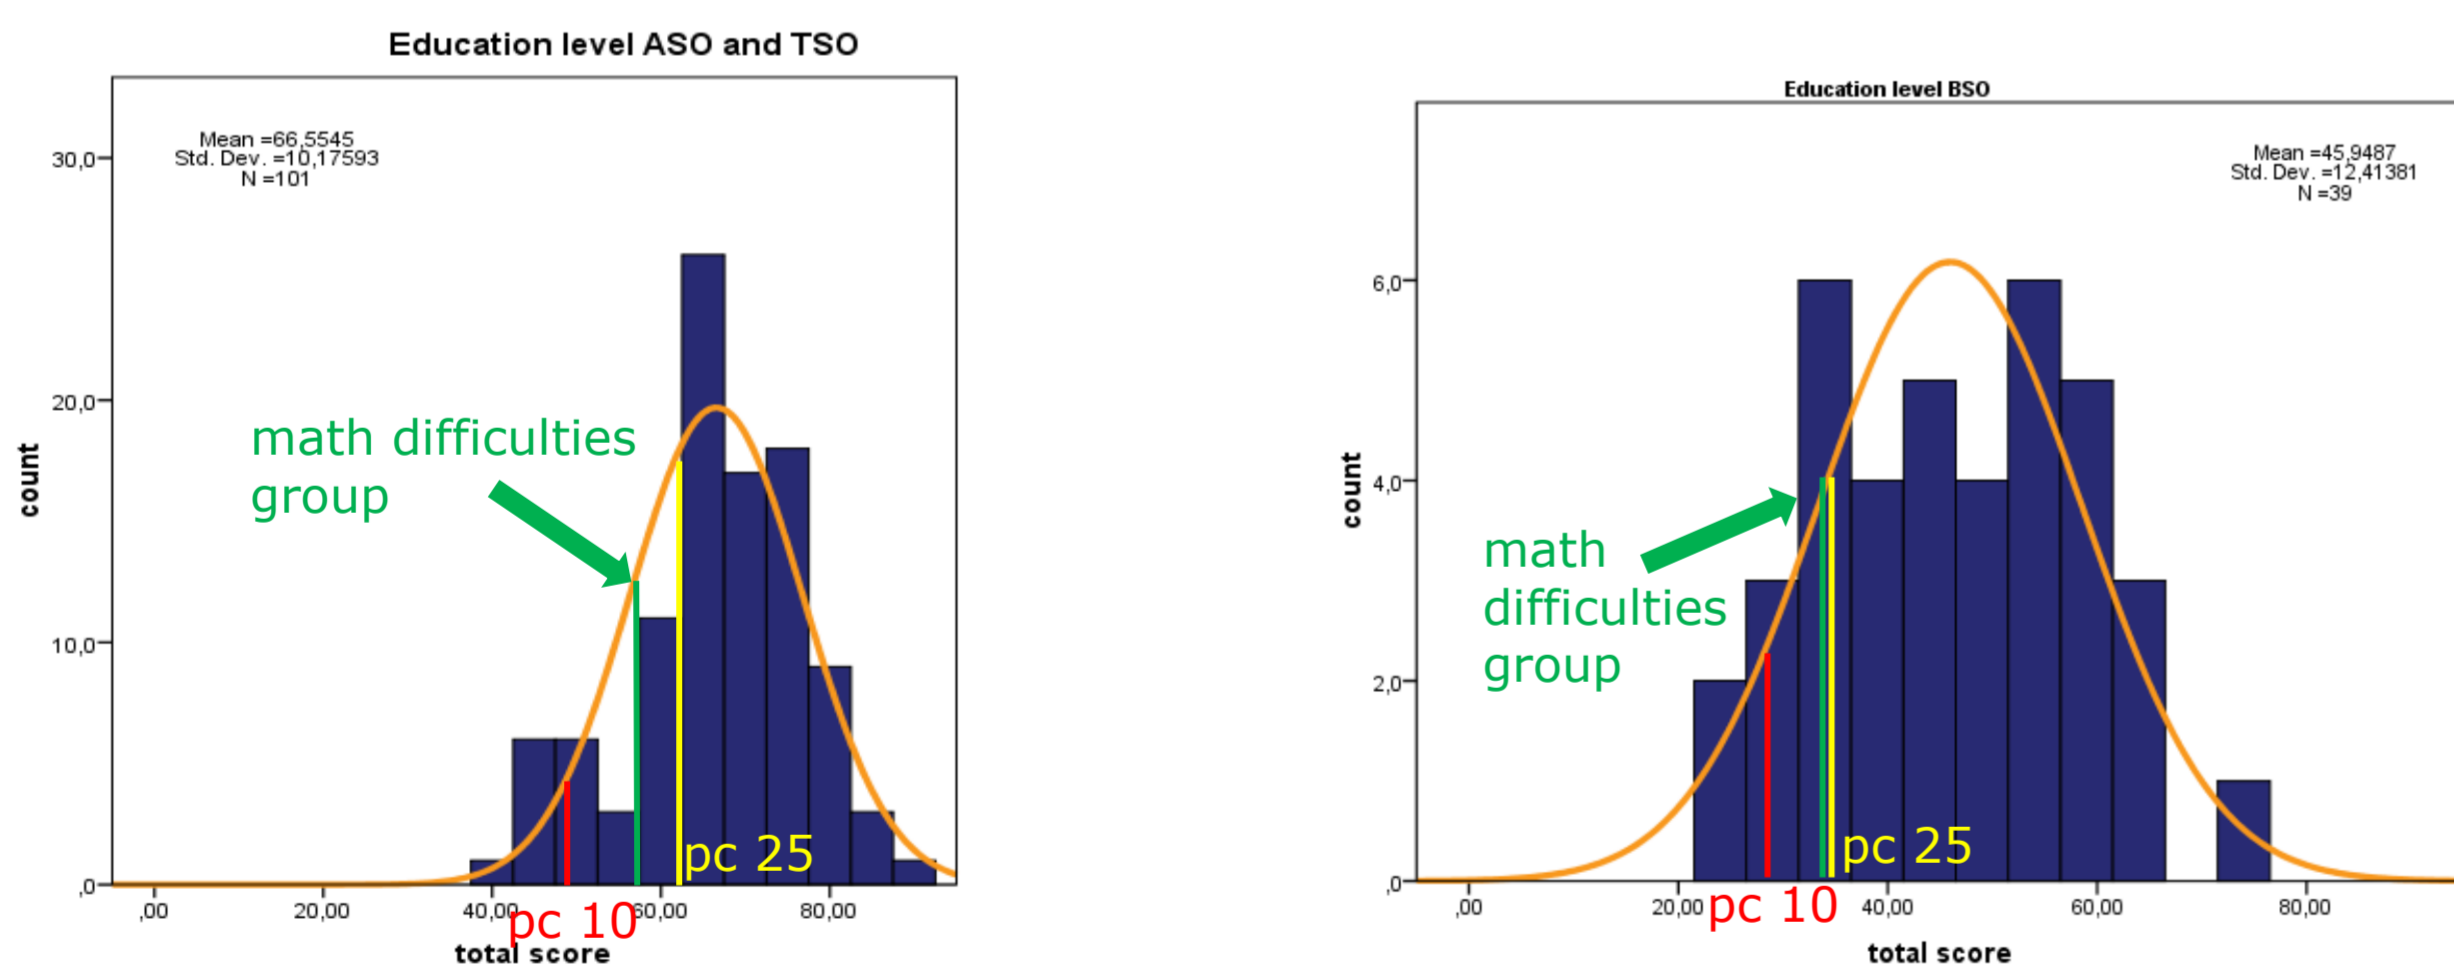 Education level ASO and TSO
Mean =66,5545
Std. Dev. =10,17593
N =101
30,0
20,0
10,0
,0
count
math difficulties
group
pc 25
pc 10
,00
20,00
40,00
60,00
80,00
total score
Education level BSO
Mean =45,9487
Std. Dev. =12,41381
N =39
6,0
4,0
2,0
,0
count
math
difficulties
group
pc 25
pc 10
,00
20,00
40,00
60,00
80,00
total score